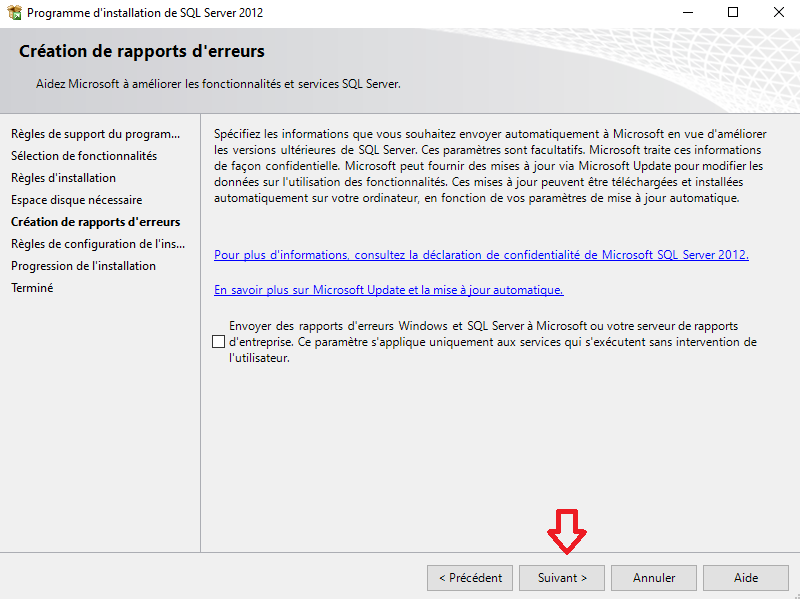 Programme d'installation de SQL Server 2012
Création de rapports d'erreurs
Aidez Microsoft à améliorer les fonctionnalités et services SQL Server.
Règles de support du program...
Sélection de fonctionnalités
Règles d'installation
Espace disque nécessaire
Création de rapports d'erreurs
Règles de configuration de l'ins...
Progression de l'installation
Terminé
Spécifiez les informations que vous souhaitez envoyer automatiquement à Microsoft en vue d'améliorer
les versions ultérieures de SQL Server. Ces paramètres sont facultatifs. Microsoft traite ces informations
de façon confidentielle. Microsoft peut fournir des mises à jour via Microsoft Update pour modifier les
données sur l'utilisation des fonctionnalités. Ces mises à jour peuvent être téléchargées et installées
automatiquement sur votre ordinateur, en fonction de vos paramètres de mise à jour automatique.
Pour plus d'informations, consultez la déclaration de confidentialité de Microsoft SQL Server 2012.
En savoir plus sur Microsoft Update et la mise à jour automatique.
Envoyer des rapports d'erreurs Windows et SQL Server à Microsoft ou votre serveur de rapports
d'entreprise. Ce paramètre s'applique uniquement aux services qui s'exécutent sans intervention de
l'utilisateur.
< Précédent
Suivant >
Annuler
Aide